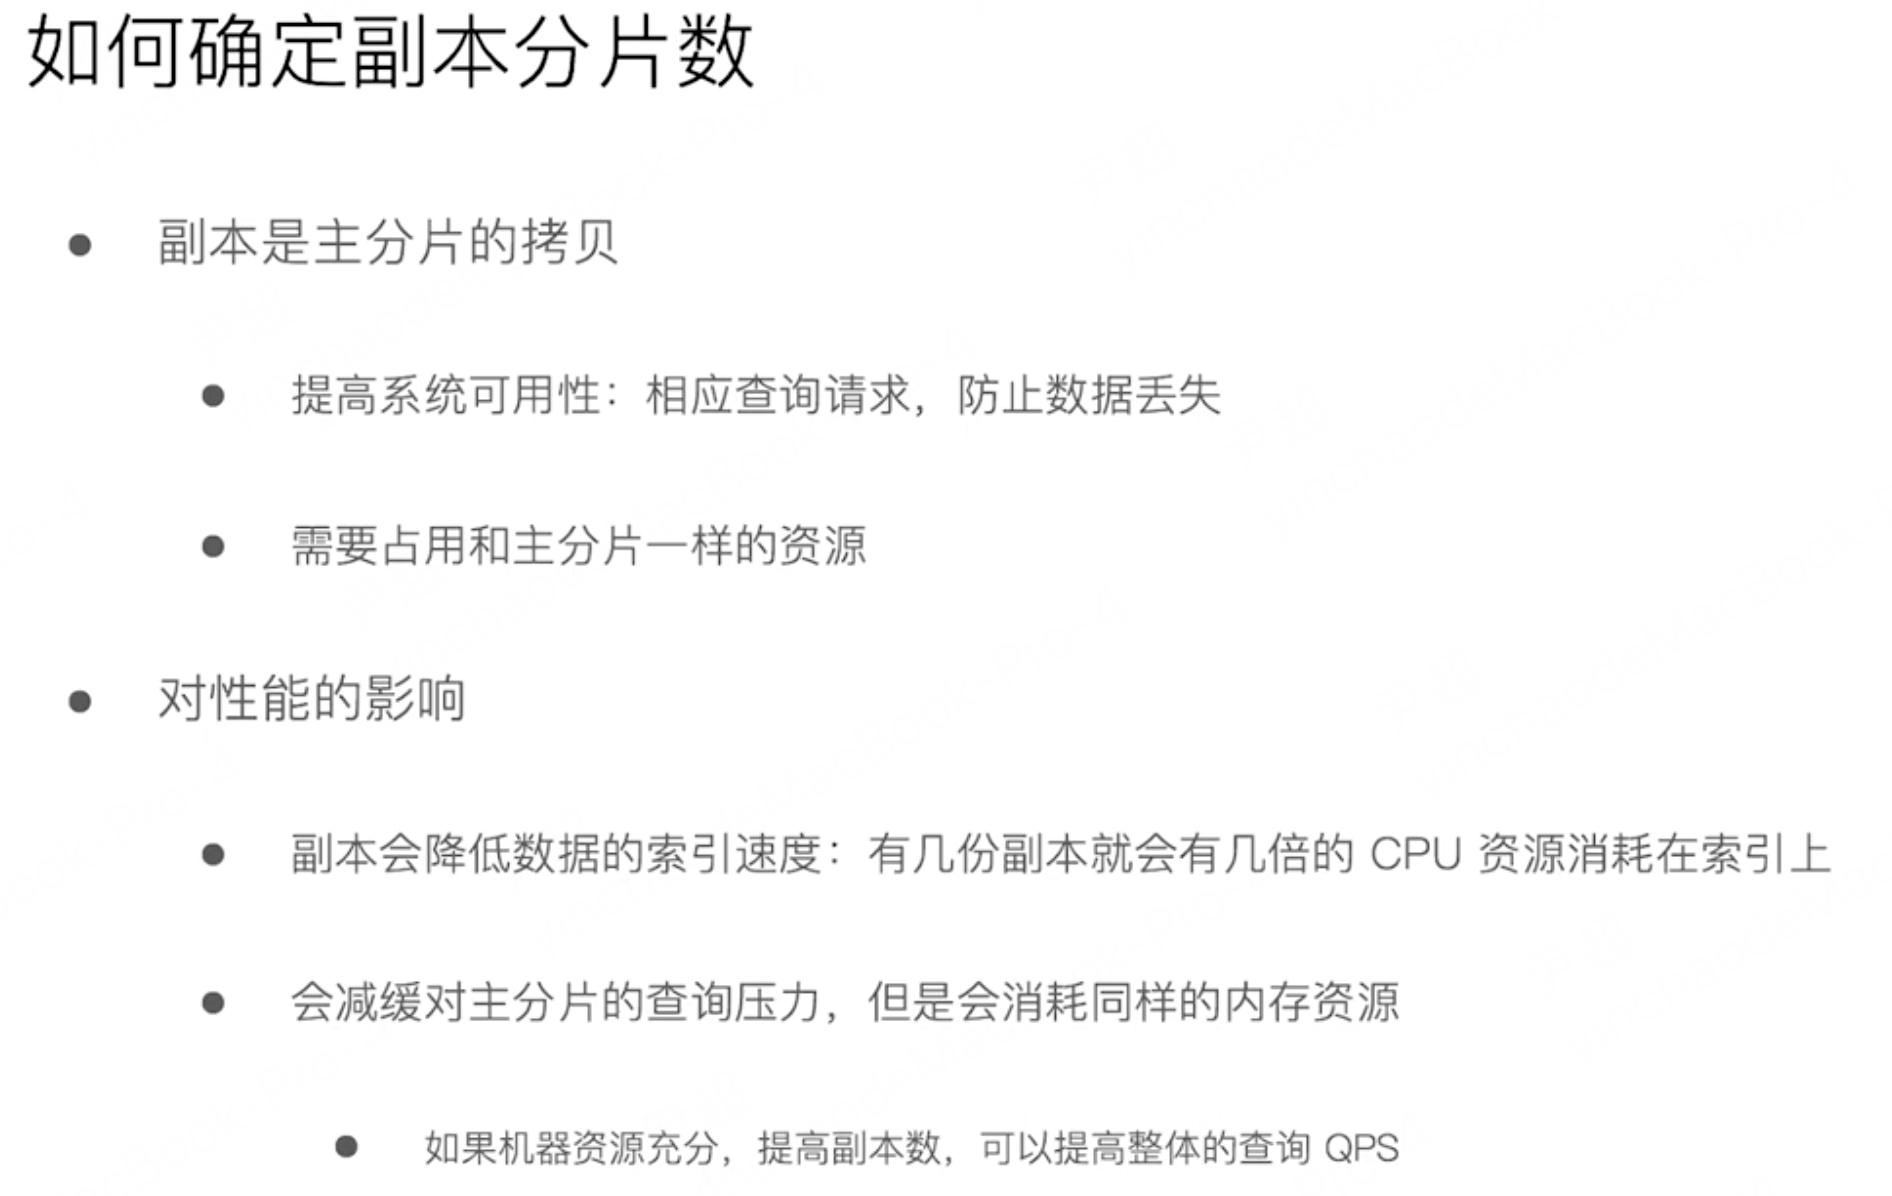 如何确定副本分片数
副本是主分片的拷贝
提高系统可用性：相应查询请求，防止数据丢失
需要占用和主分片一样的资源
对性能的影响
副本会降低数据的索引速度：有几份副本就会有几倍的 CPU 资源消耗在索引上
会减缓对主分片的查询压力，但是会消耗同样的内存资源
如果机器资源充分，提高副本数，可以提高整体的查询 QPS